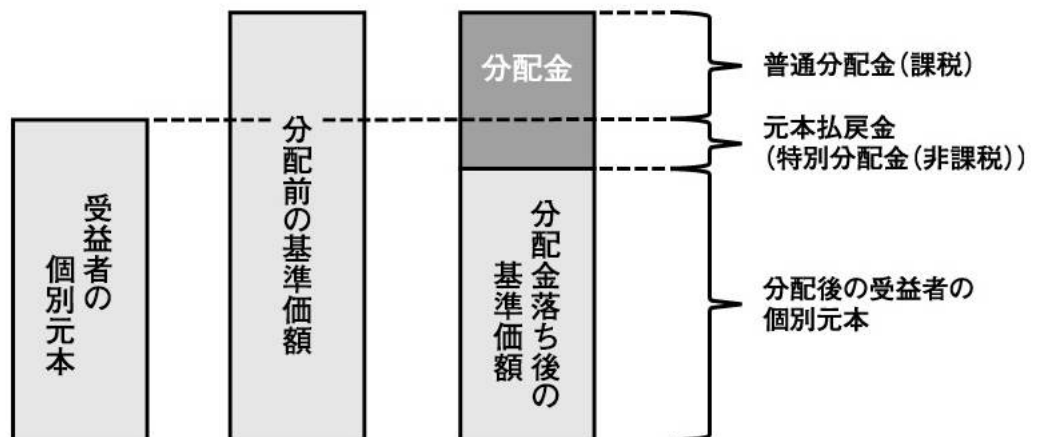 受益者の
個別元本
分配前の基準価額
分配金
分配金落ち後の
基準価額
普通分配金（課税）
元本払戻金
（特別分配金（非課税））
分配後の受益者の
個別元本